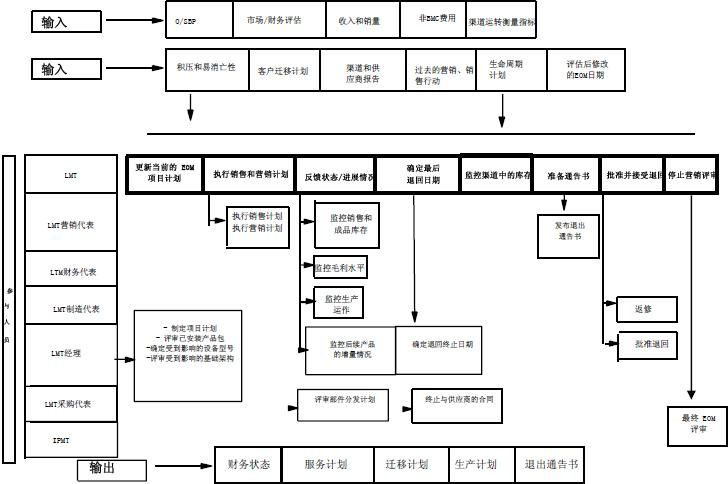 输入
O/SBP
市场/财务评估
收入和销量
非BMC费用
渠道运转衡量指标
输入
积压和易消亡性
客户迁移计划
渠道和供
应商报告
过去的营销、销
售行动
生命周期
计划
评估后修改
的EOM日期
参
与
人
员
LMT
更新当前的 EOM
项目计划
执行销售和营销计划
反馈状态/进展情况
确定最后
退回日期
监控渠道中的库存
准备通告书
批准并接受退回
停止营销评审
LMT营销代表
执行销售计划
执行营销计划
监控销售和
成品库存
发布退出
通告书
LTM财务代表
监控毛利水平
LMT制造代表
监控生产
运作
返修
LMT经理
- 制定项目计划
- 评审已安装产品包
-确定受到影响的设备型号
-评审受到影响的基础架构
监控后续产品
的增量情况
确定退回终止日期
批准退回
LMT采购代表
评审部件分发计划
终止与供应商的合同
最终 EOM
评审
IPMT
输出
财务状态
服务计划
迁移计划
生产计划
退出通告书